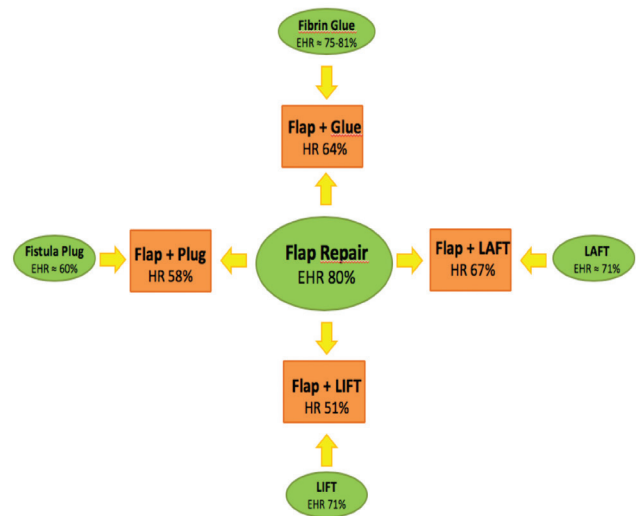 Fibrin Glue
EHR ≈ 75-81%
Flap + Glue
HR 64%
Fistula Plug
EHR ≈ 60%
Flap + Plug
HR 58%
Flap Repair
EHR 80%
Flap + LAFT
HR 67%
LAFT
EHR ≈ 71%
Flap + LIFT
HR 51%
LIFT
EHR 71%